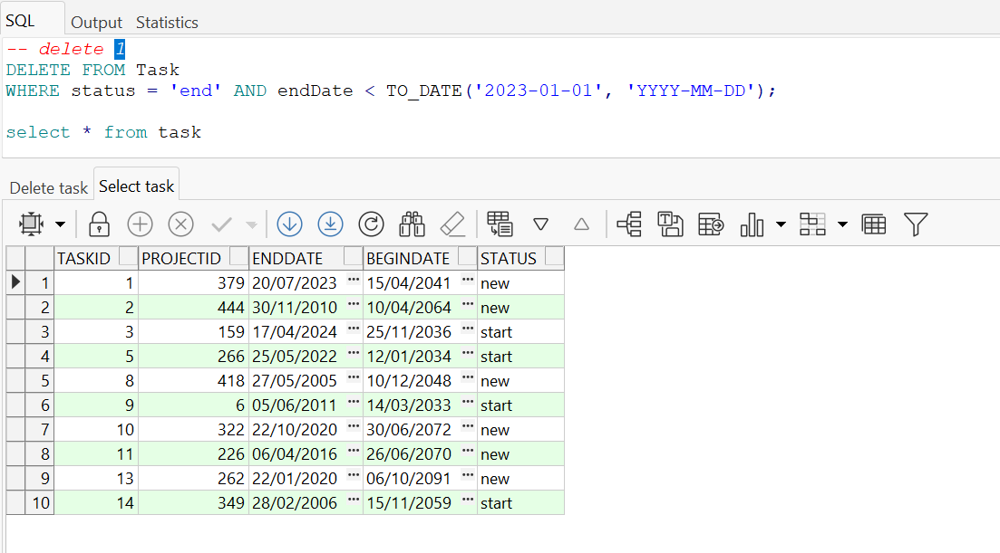 SQL Output Statistics
-- delete 1
DELETE FROM Task
WHERE status = 'end' AND endDate < TO_DATE('2023-01-01', 'YYYY-MM-DD');
select * from task
Delete task Select task
TASKID PROJECTID ENDDATE BEGINDATE STATUS
1 1 379 20/07/2023 ... 15/04/2041 ... new
2 2 444 30/11/2010 ... 10/04/2064 ... new
3 3 159 17/04/2024 ... 25/11/2036 ... start
4 5 266 25/05/2022 ... 12/01/2034 ... start
5 8 418 27/05/2005 ... 10/12/2048 ... new
6 9 6 05/06/2011 ... 14/03/2033 ... start
7 10 322 22/10/2020 ... 30/06/2072 ... new
8 11 226 06/04/2016 ... 26/06/2070 ... new
9 13 262 22/01/2020 ... 06/10/2091 ... new
10 14 349 28/02/2006 ... 15/11/2059 ... start